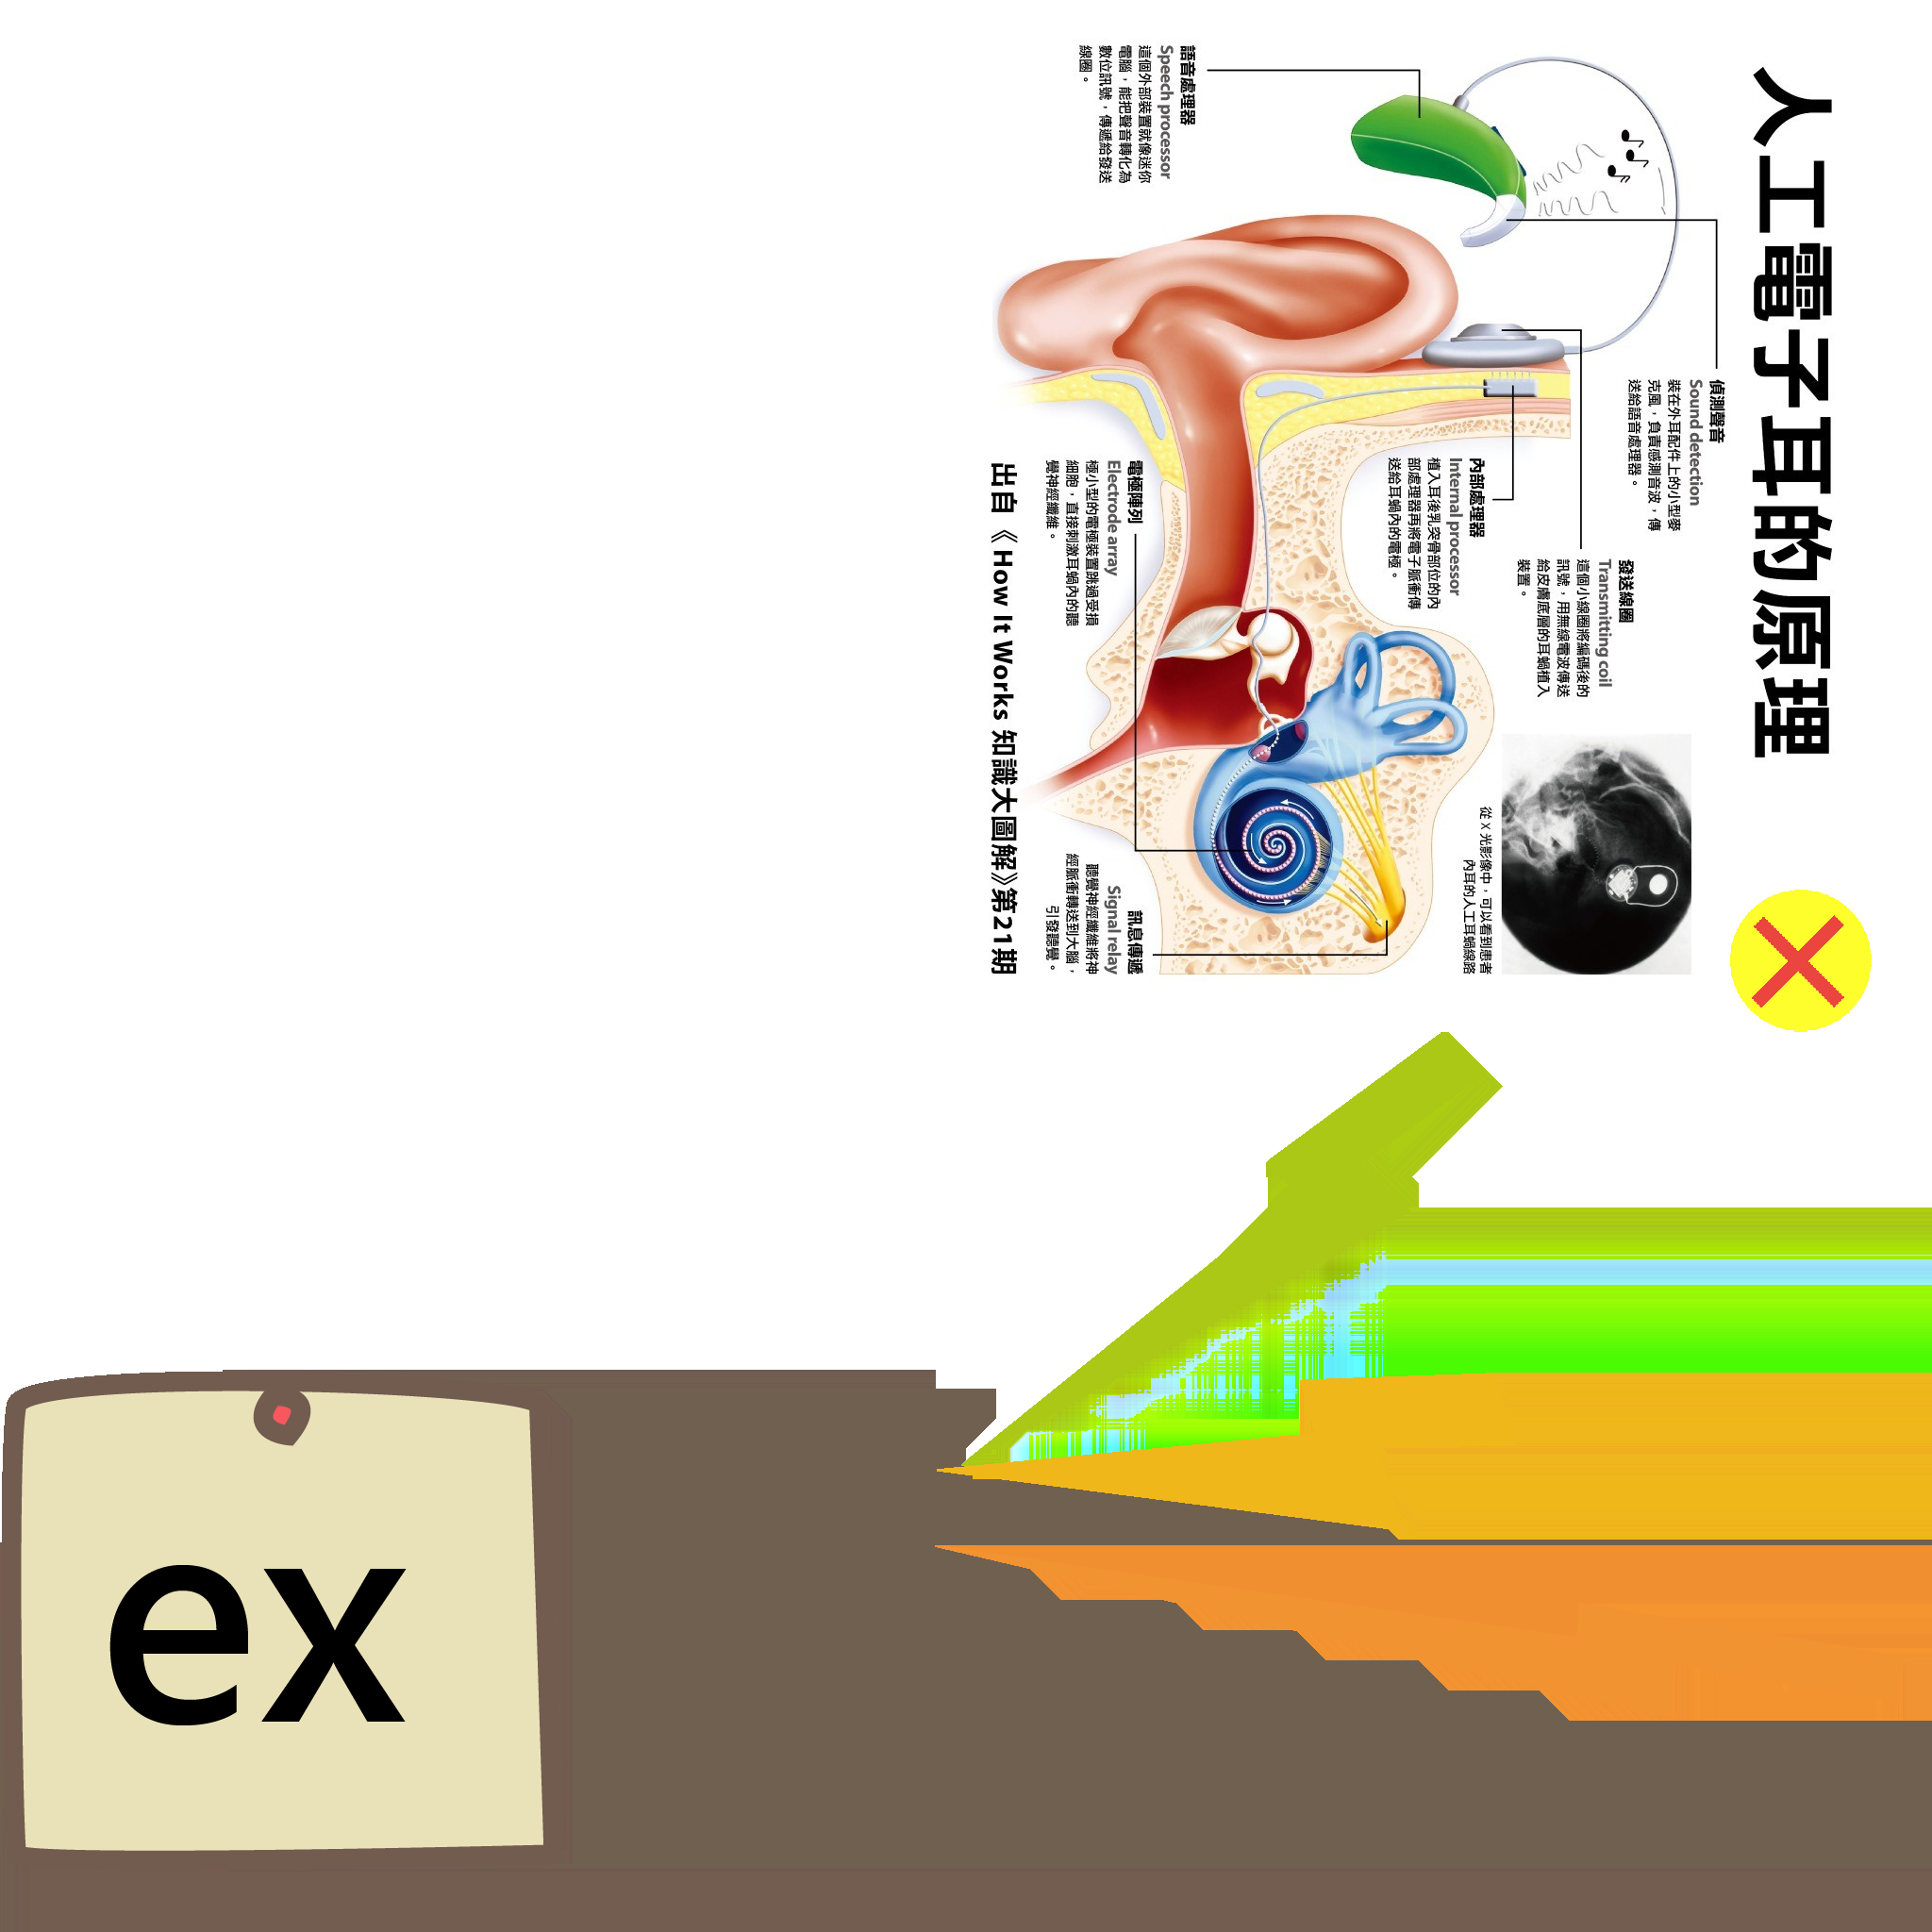 人工電子耳的原理
偵測聲音
Sound detection
裝在外耳配件上的小型麥
克風，負責感測音波，傳
送給語音處理器。
發送線圈
Transmitting coil
這個小線圈將編碼後的
訊號，用無線電波傳送
給皮膚底層的耳蝸植入
裝置。
從 X 光影像中，可以看到患者
內耳的人工耳蝸線路
內部處理器
Internal processor
植入耳後乳突骨部位的內
部處理器再將電子脈衝傳
送給耳蝸內的電極。
語音處理器
Speech processor
這個外部裝置就像迷你
電腦，能把聲音轉化為
數位訊號，傳遞給發送
線圈。
電極陣列
Electrode array
極小型的電極裝置跳過受損
細胞，直接刺激耳蝸內的聽
覺神經纖維。
訊息傳遞
Signal relay
聽覺神經纖維將神
經脈衝轉送到大腦，
引發聽覺。
出自《How It Works 知識大圖解》第21期
ex